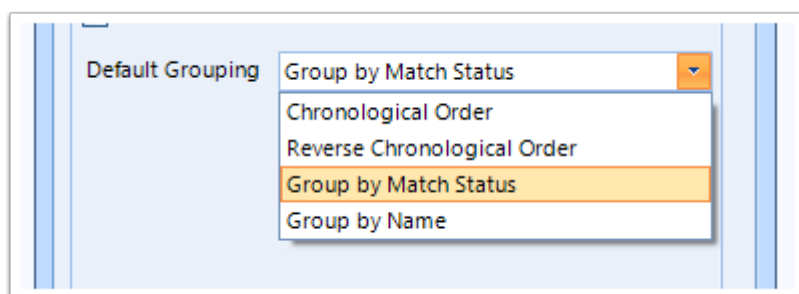 Default Grouping Group by Match Status
Chronological Order
Reverse Chronological Order
Group by Match Status
Group by Name